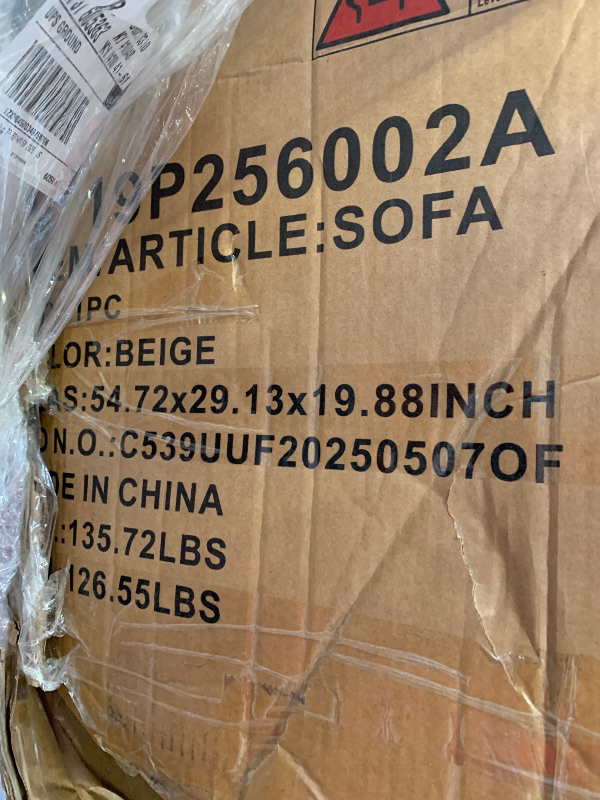 UPS GROUND
19P256002A
ARTICLE:SOFA
1PC
LOR:BEIGE
AS:54.72x29.13x19.88INCH
N.O.:C539UUF20250507OF
DE IN CHINA
.:135.72LBS
126.55LBS